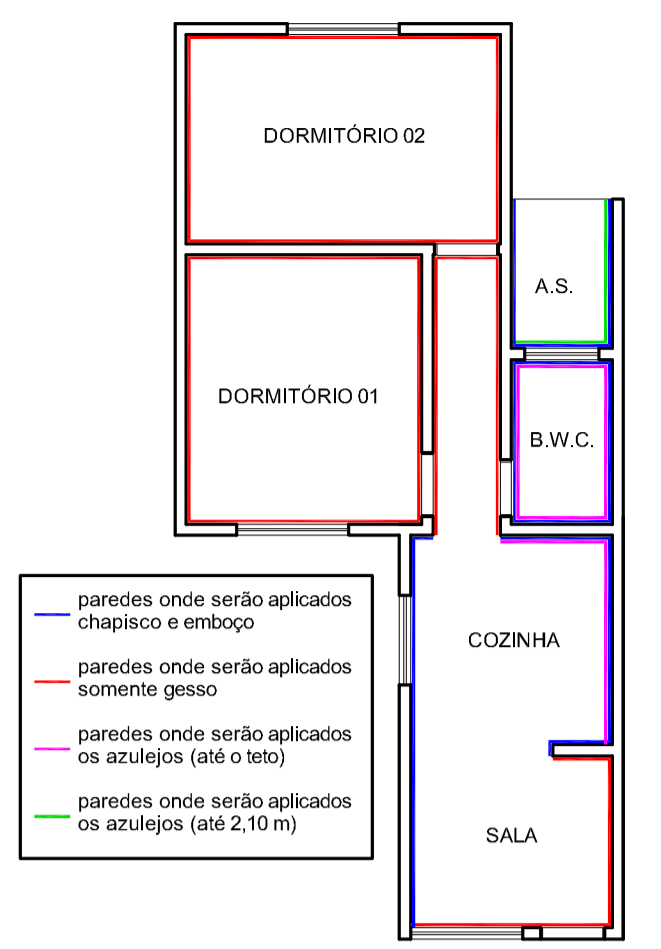 DORMITÓRIO 02
A.S.
DORMITÓRIO 01
B.W.C.
paredes onde serão aplicados
chapisco e emboço
COZINHA
paredes onde serão aplicados
somente gesso
paredes onde serão aplicados
os azulejos (até o teto)
paredes onde serão aplicados
os azulejos (até 2,10 m)
SALA